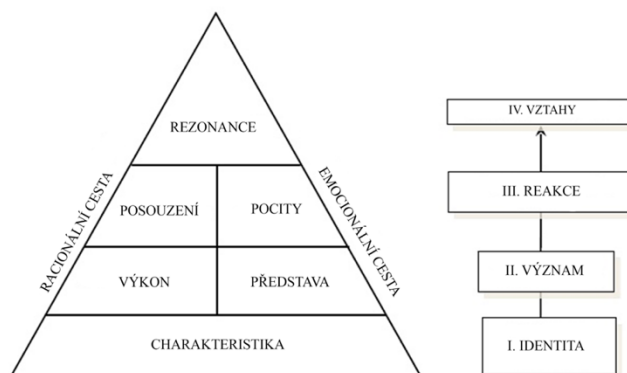 REZONANCE
RACIONÁLNÍ CESTA
EMOCIONÁLNÍ CESTA
POSOUZENÍ
POCITY
VÝKON
PŘEDSTAVA
CHARAKTERISTIKA
IV. VZTAHY
III. REAKCE
II. VÝZNAM
I. IDENTITA